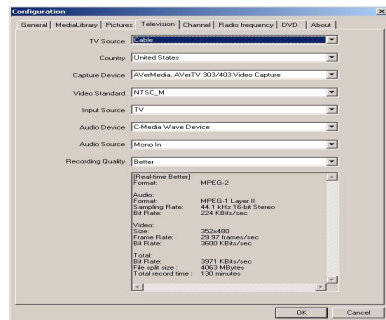 Configuration
General MediaLibrary Pictures Television Channel Radio frequency DVD About
TV Source Cable
Country United States
Capture Device AVerMedia, AVerTV 303/403 Video Capture
Video Standard NTSC_M
Input Source TV
Audio Device C-Media Wave Device
Audio Source Mono In
Recording Quality Better
[Real-time Better]
Format: MPEG-2
Audio:
Format: MPEG-1 Layer II
Sampling Rate: 44.1 kHz 16-bit Stereo
Bit Rate: 224 KBits/sec
Video:
Size: 352x480
Frame Rate: 29.97 frames/sec
Bit Rate: 3600 KBits/sec
Total:
Bit Rate: 3971 KBits/sec
File split size : 4063 MBytes
Total record time : 130 minutes
OK Cancel